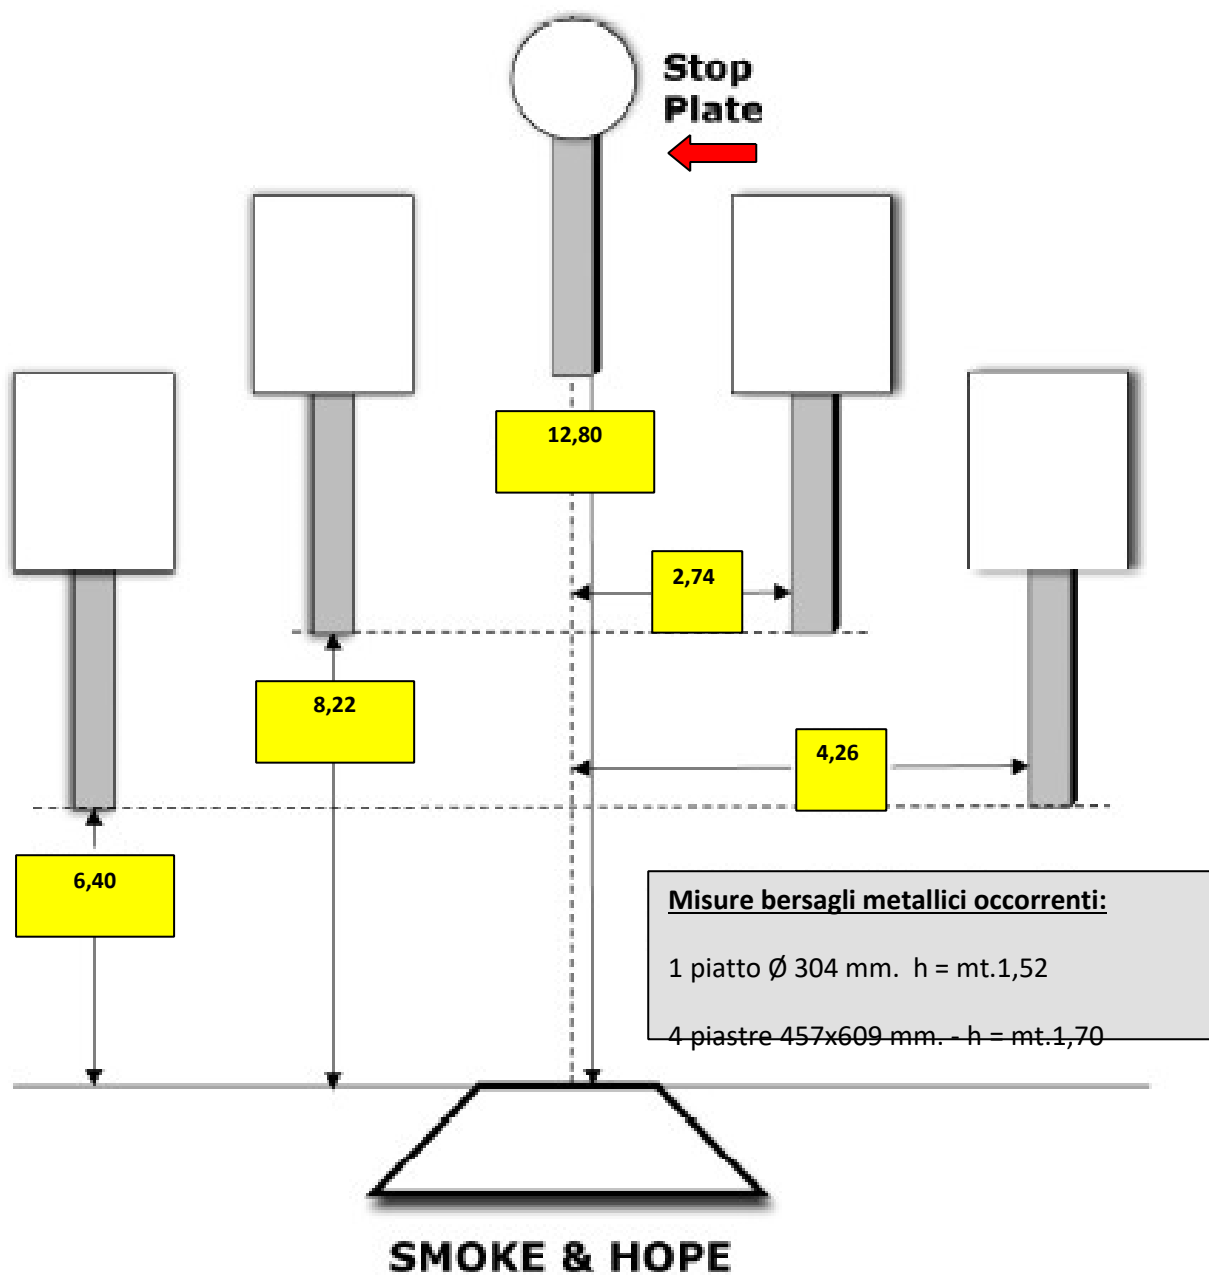 Stop
Plate
12,80
2,74
8,22
4,26
6,40
Misure bersagli metallici occorrenti:
1 piatto Ø 304 mm.  h = mt.1,52
4 piastre 457x609 mm. - h = mt.1,70
SMOKE & HOPE